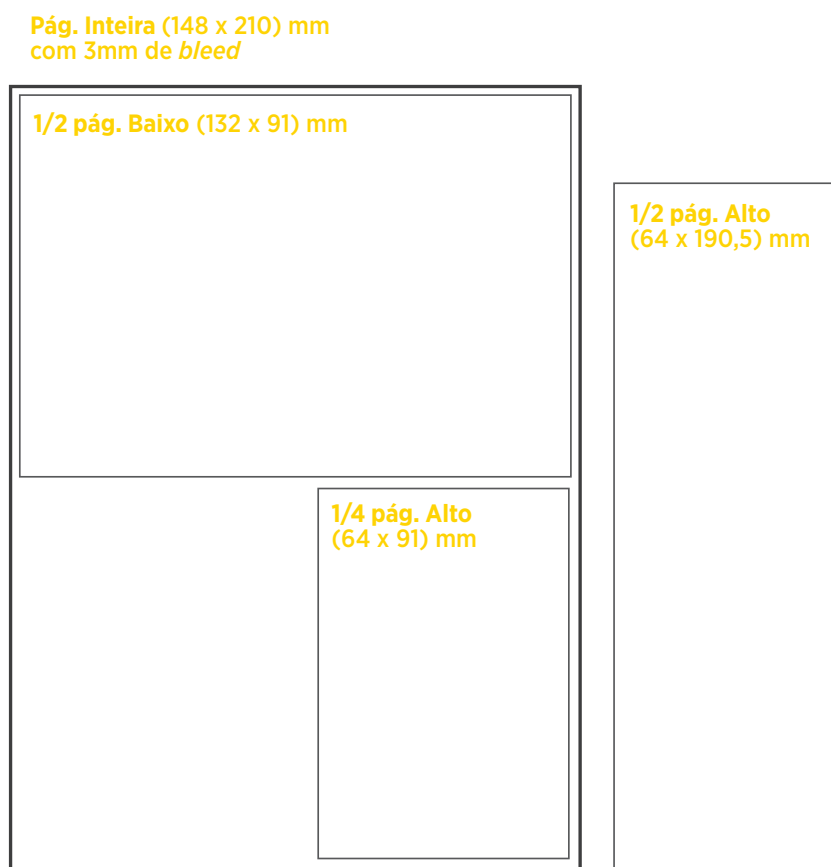 Pág. Inteira (148 x 210) mm
com 3mm de bleed
1/2 pág. Baixo (132 x 91) mm
1/2 pág. Alto
(64 x 190,5) mm
1/4 pág. Alto
(64 x 91) mm